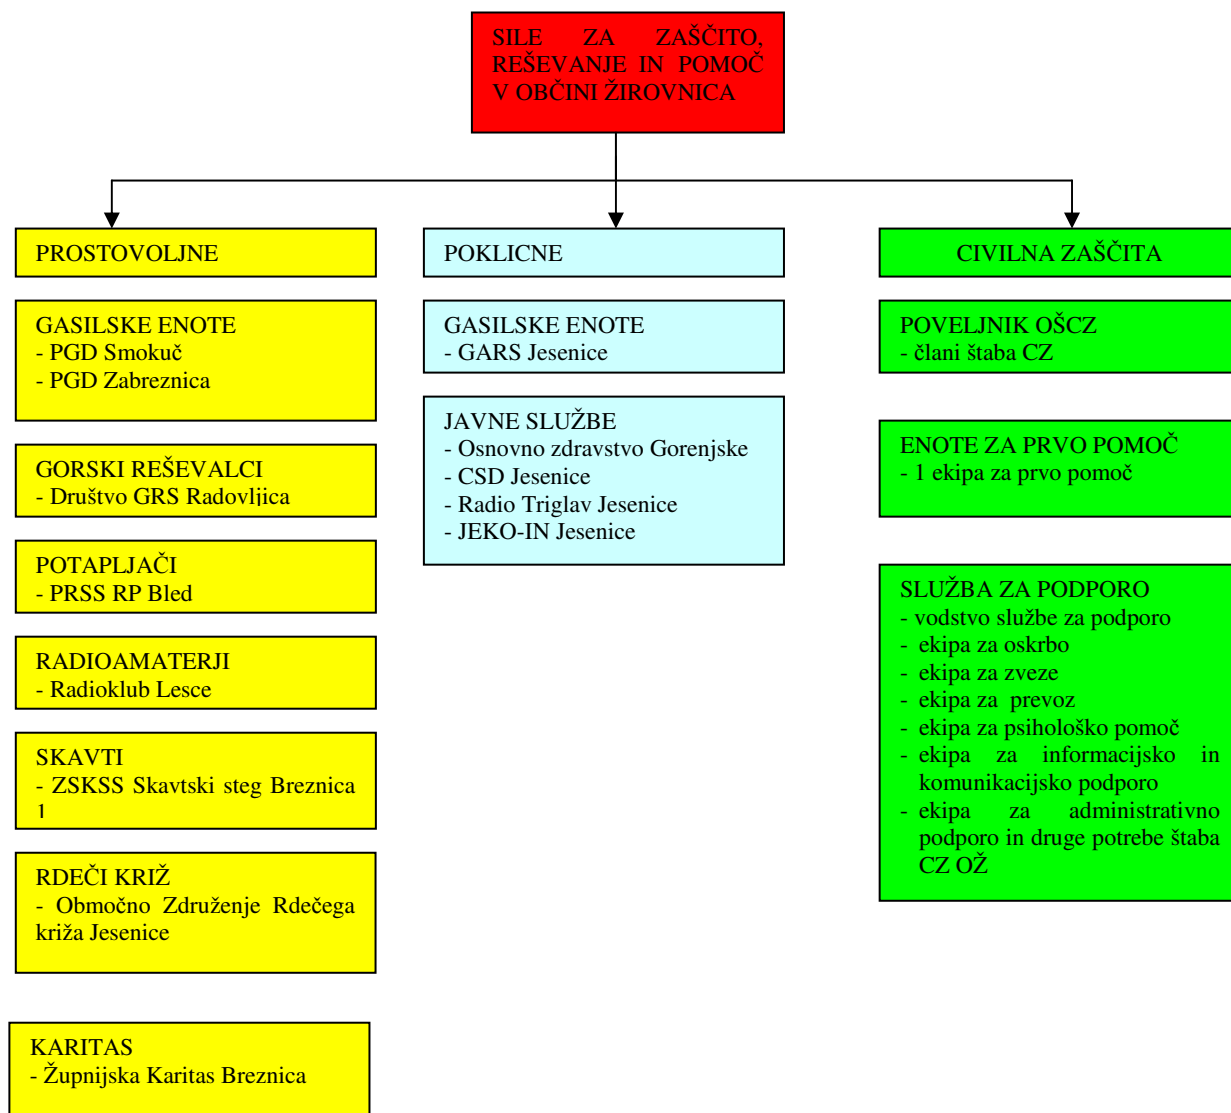 SILE ZA ZAŠČITO,
REŠEVANJE IN POMOČ
V OBČINI ŽIROVNICA
PROSTOVOLJNE
GASILSKE ENOTE
- PGD Smokuč
- PGD Zabreznica
GORSKI REŠEVALCI
- Društvo GRS Radovljica
POTAPLJAČI
- PRSS RP Bled
RADIOAMATERJI
- Radioklub Lesce
SKAVTI
- ZSKSS Skavtski steg Breznica
1
RDEČI KRIŽ
- Območno Združenje Rdečega
križa Jesenice
KARITAS
- Župnijska Karitas Breznica
POKLICNE
GASILSKE ENOTE
- GARS Jesenice
JAVNE SLUŽBE
- Osnovno zdravstvo Gorenjske
- CSD Jesenice
- Radio Triglav Jesenice
- JEKO-IN Jesenice
CIVILNA ZAŠČITA
POVELJNIK OŠCZ
- člani štaba CZ
ENOTE ZA PRVO POMOČ
- 1 ekipa za prvo pomoč
SLUŽBA ZA PODPORO
- vodstvo službe za podporo
- ekipa za oskrbo
- ekipa za zveze
- ekipa za prevoz
- ekipa za psihološko pomoč
- ekipa za informacijsko in
komunikacijsko podporo
- ekipa za administrativno
podporo in druge potrebe štaba
CZ OŽ